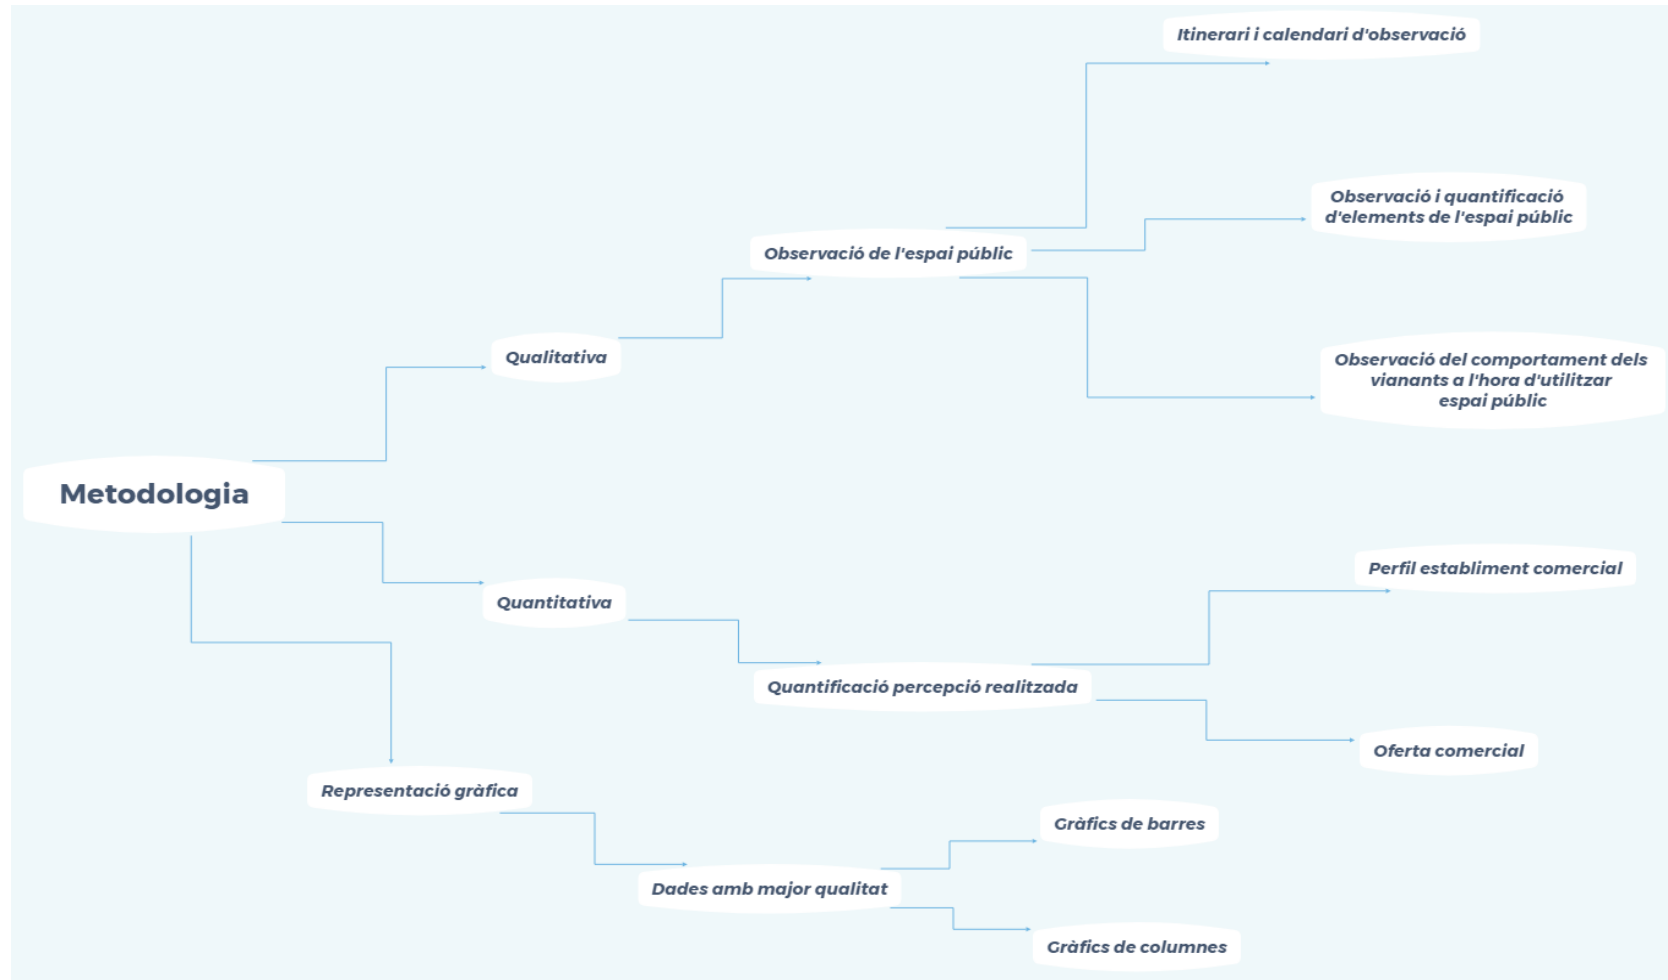 Itinerari i calendari d'observació
Observació i quantificació
d'elements de l'espai públic
Observació de l'espai públic
Qualitativa
Observació del comportament dels
vianants a l'hora d'utilitzar
espai públic
Metodologia
Perfil establiment comercial
Quantitativa
Quantificació percepció realitzada
Oferta comercial
Representació gràfica
Gràfics de barres
Dades amb major qualitat
Gràfics de columnes